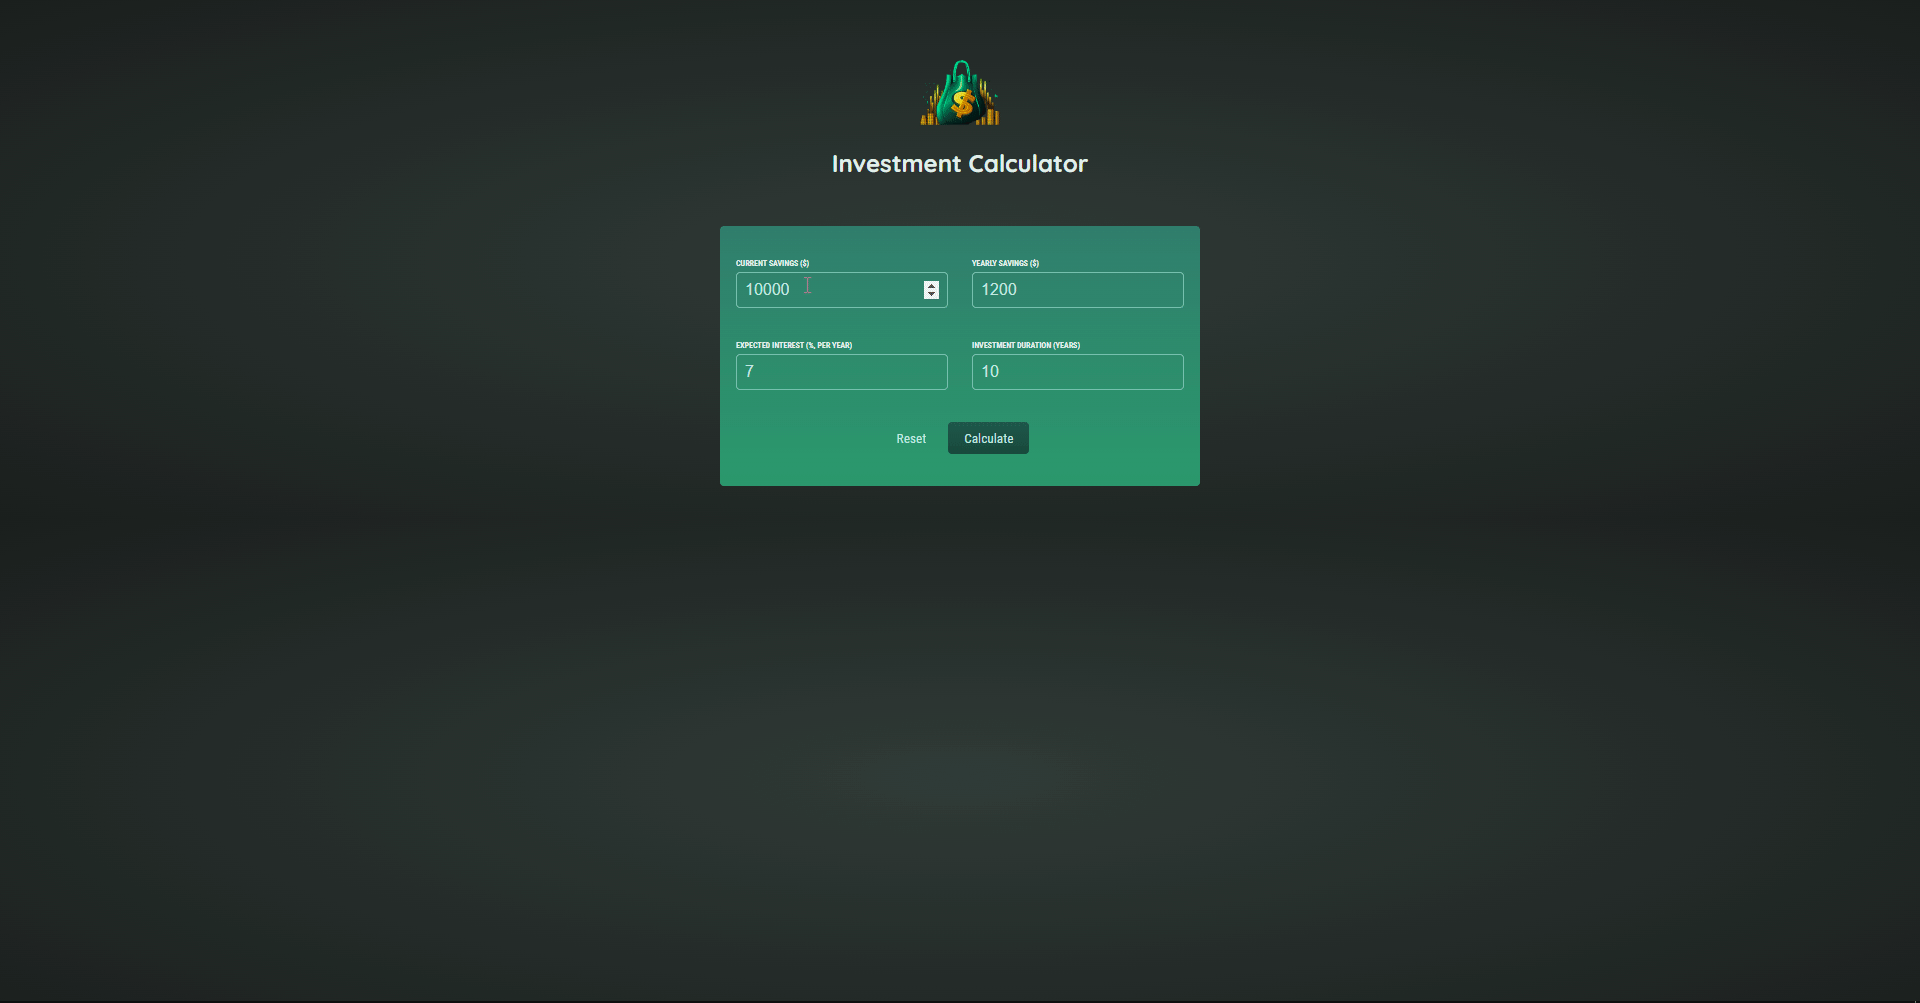 $
Investment Calculator
CURRENT SAVINGS ($)
YEARLY SAVINGS ($)
10000
1200
EXPECTED INTEREST (%, PER YEAR)
INVESTMENT DURATION (YEARS)
7
10
Reset
Calculate